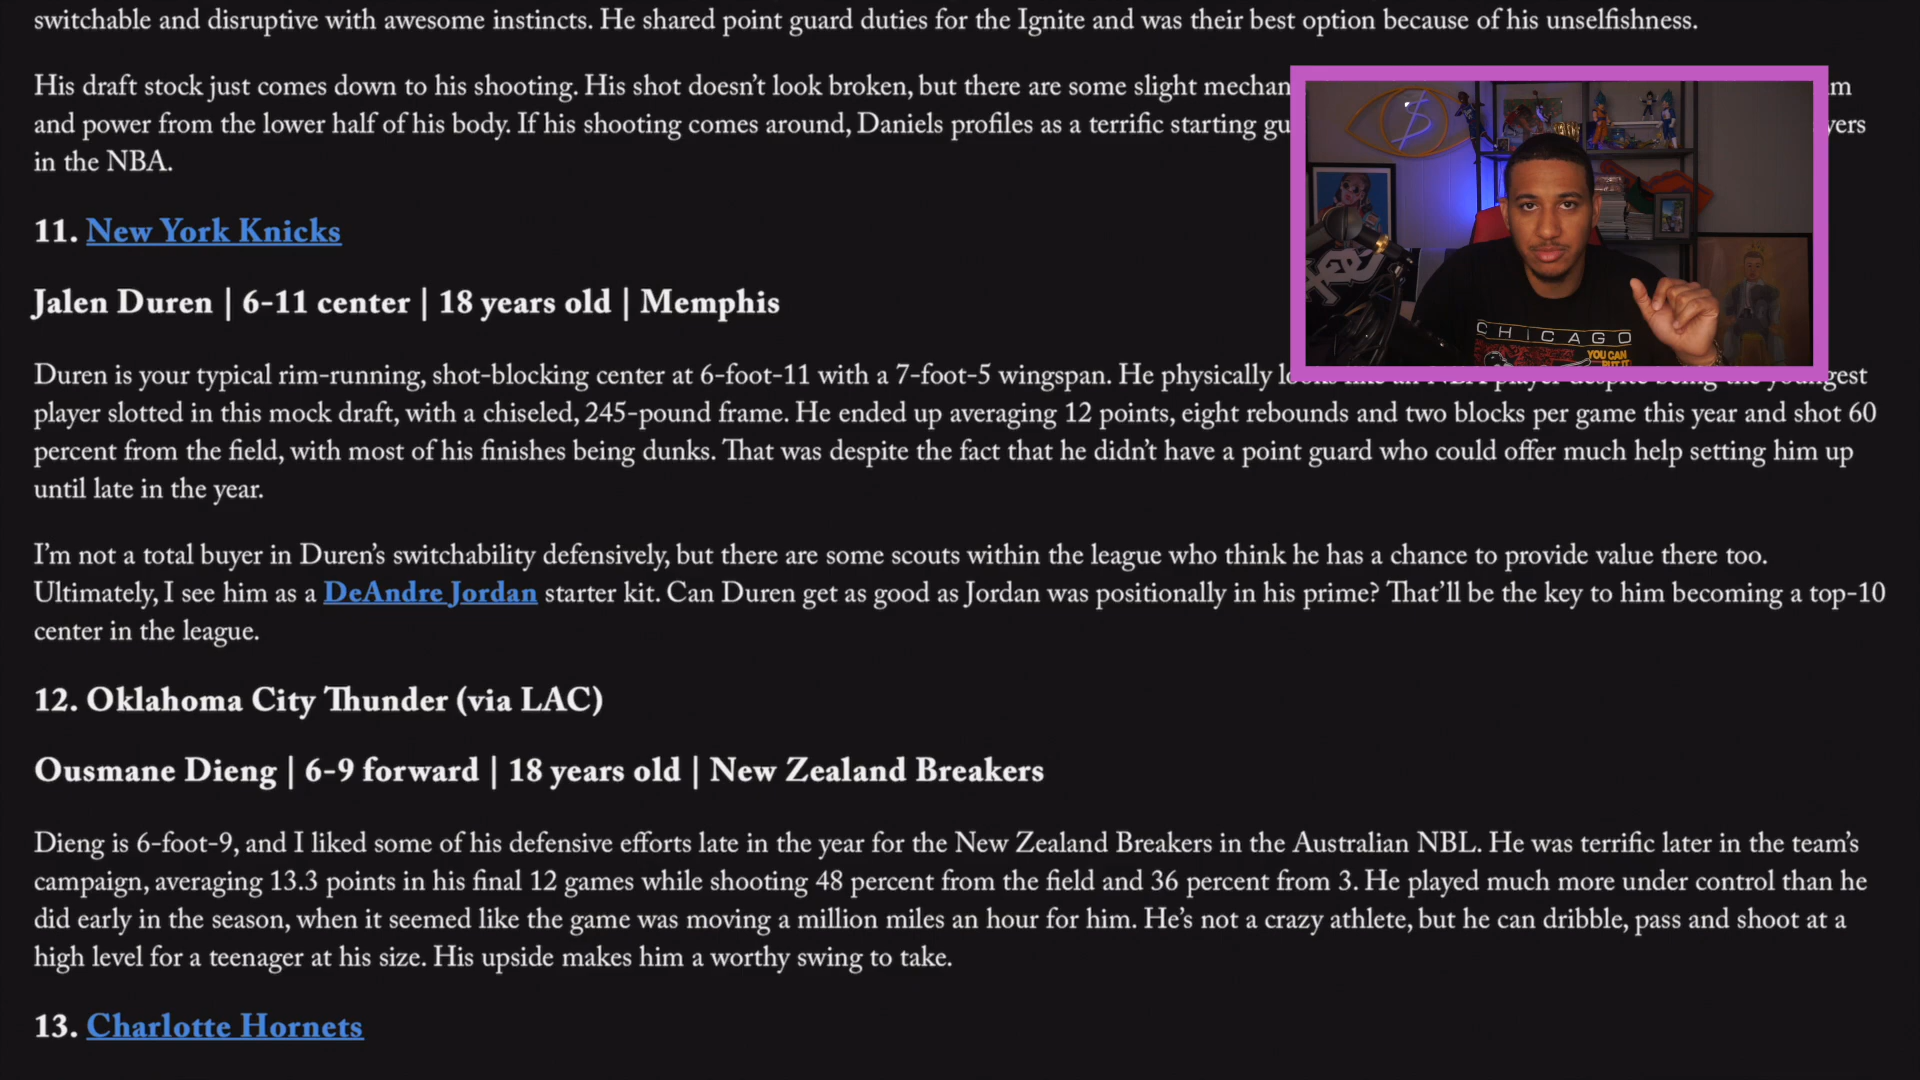 switchable and disruptive with awesome instincts. He shared point guard duties for the Ignite and was their best option because of his unselfishness.
His draft stock just comes down to his shooting. His shot doesn’t look broken, but there are some slight mechan
and power from the lower half of his body. If his shooting comes around, Daniels profiles as a terrific starting gu
in the NBA.
11. New York Knicks
Jalen Duren | 6-11 center | 18 years old | Memphis
CHICAGO
YOU CAN
Duren is your typical rim-running, shot-blocking center at 6-foot-11 with a 7-foot-5 wingspan. He physically looks like an NBA player despite being the youngest
player slotted in this mock draft, with a chiseled, 245-pound frame. He ended up averaging 12 points, eight rebounds and two blocks per game this year and shot 60
percent from the field, with most of his finishes being dunks. That was despite the fact that he didn’t have a point guard who could offer much help setting him up
until late in the year.
I’m not a total buyer in Duren’s switchability defensively, but there are some scouts within the league who think he has a chance to provide value there too.
Ultimately, I see him as a DeAndre Jordan starter kit. Can Duren get as good as Jordan was positionally in his prime? That’ll be the key to him becoming a top-10
center in the league.
12. Oklahoma City Thunder (via LAC)
Ousmane Dieng | 6-9 forward | 18 years old | New Zealand Breakers
Dieng is 6-foot-9, and I liked some of his defensive efforts late in the year for the New Zealand Breakers in the Australian NBL. He was terrific later in the team’s
campaign, averaging 13.3 points in his final 12 games while shooting 48 percent from the field and 36 percent from 3. He played much more under control than he
did early in the season, when it seemed like the game was moving a million miles an hour for him. He’s not a crazy athlete, but he can dribble, pass and shoot at a
high level for a teenager at his size. His upside makes him a worthy swing to take.
13. Charlotte Hornets